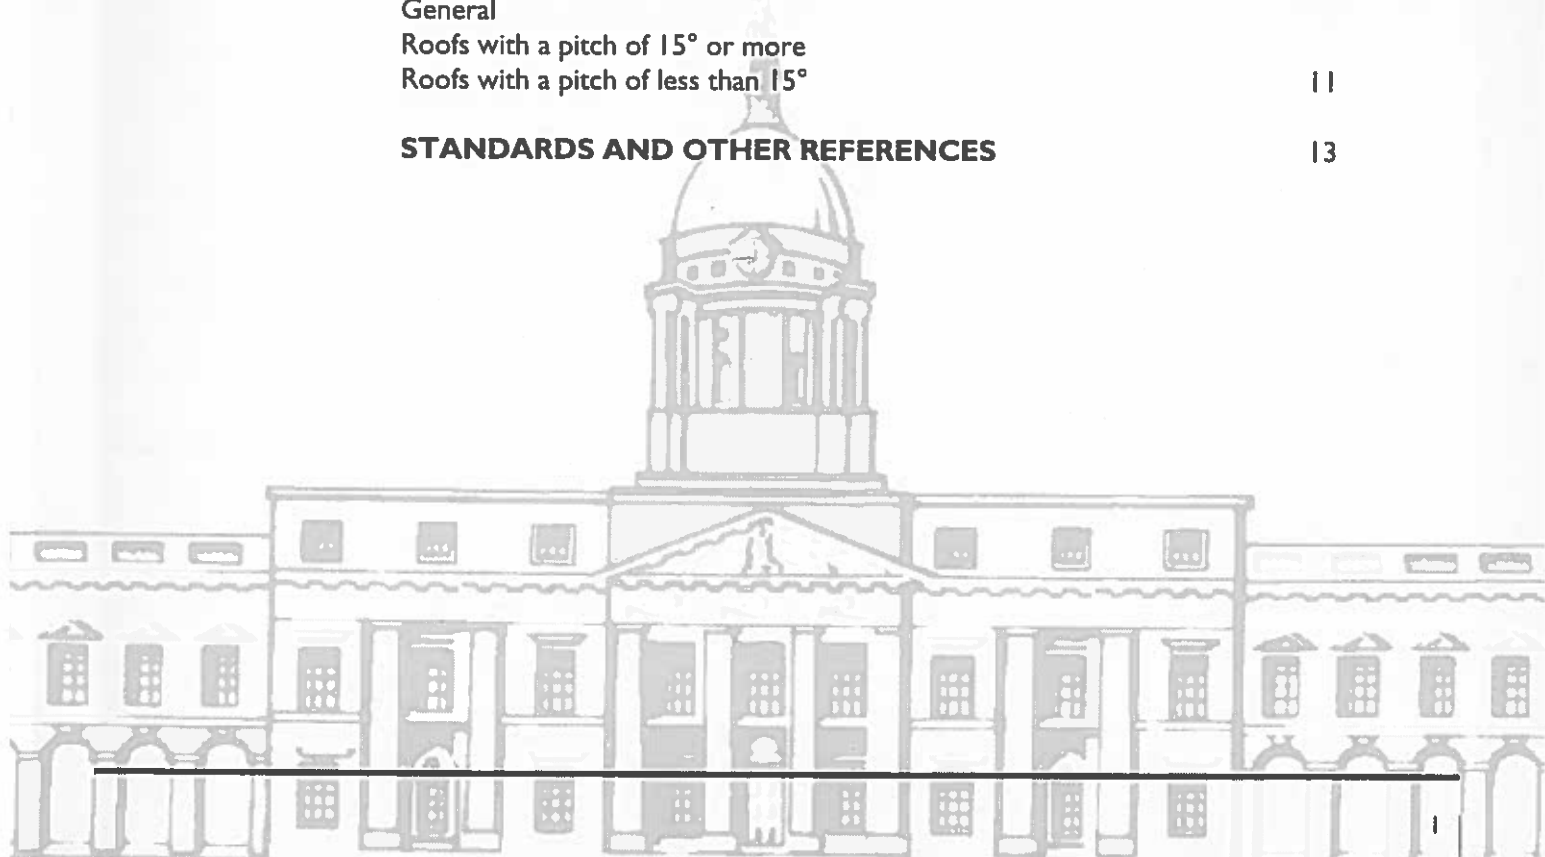 General
Roofs with a pitch of 15° or more
Roofs with a pitch of less than 15° 11
STANDARDS AND OTHER REFERENCES 13
1